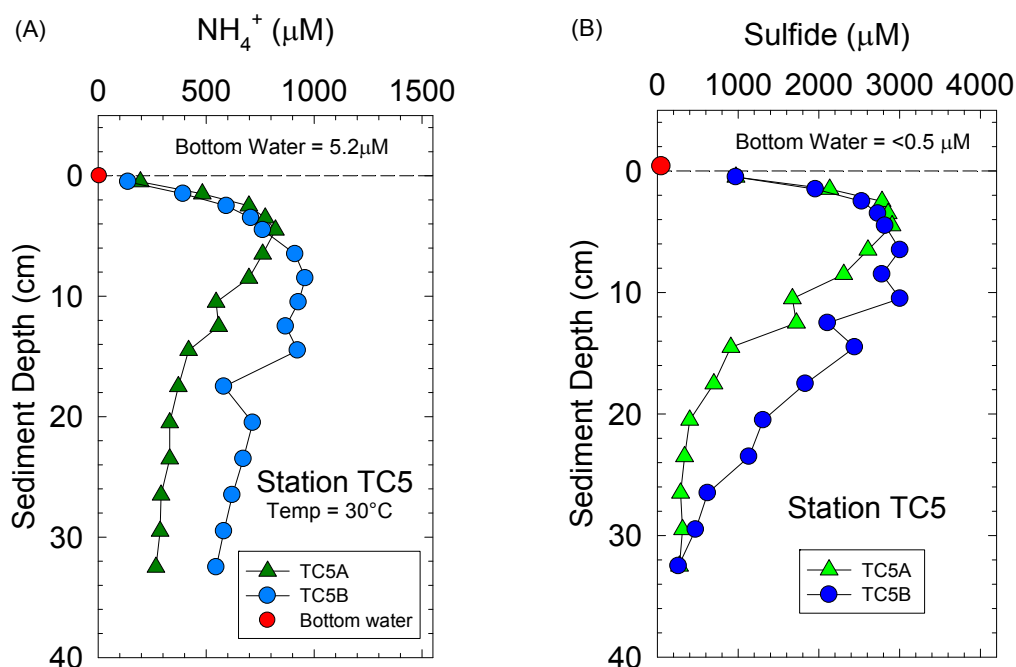 (A)
NH4+ (μM)
0 500 1000 1500
Bottom Water = 5.2μM
0
10
20
30
40
Sediment Depth (cm)
Station TC5
Temp = 30°C
TC5A
TC5B
Bottom water
(B)
Sulfide (μM)
0 1000 2000 3000 4000
Bottom Water = <0.5 μM
0
10
20
30
40
Sediment Depth (cm)
Station TC5
TC5A
TC5B